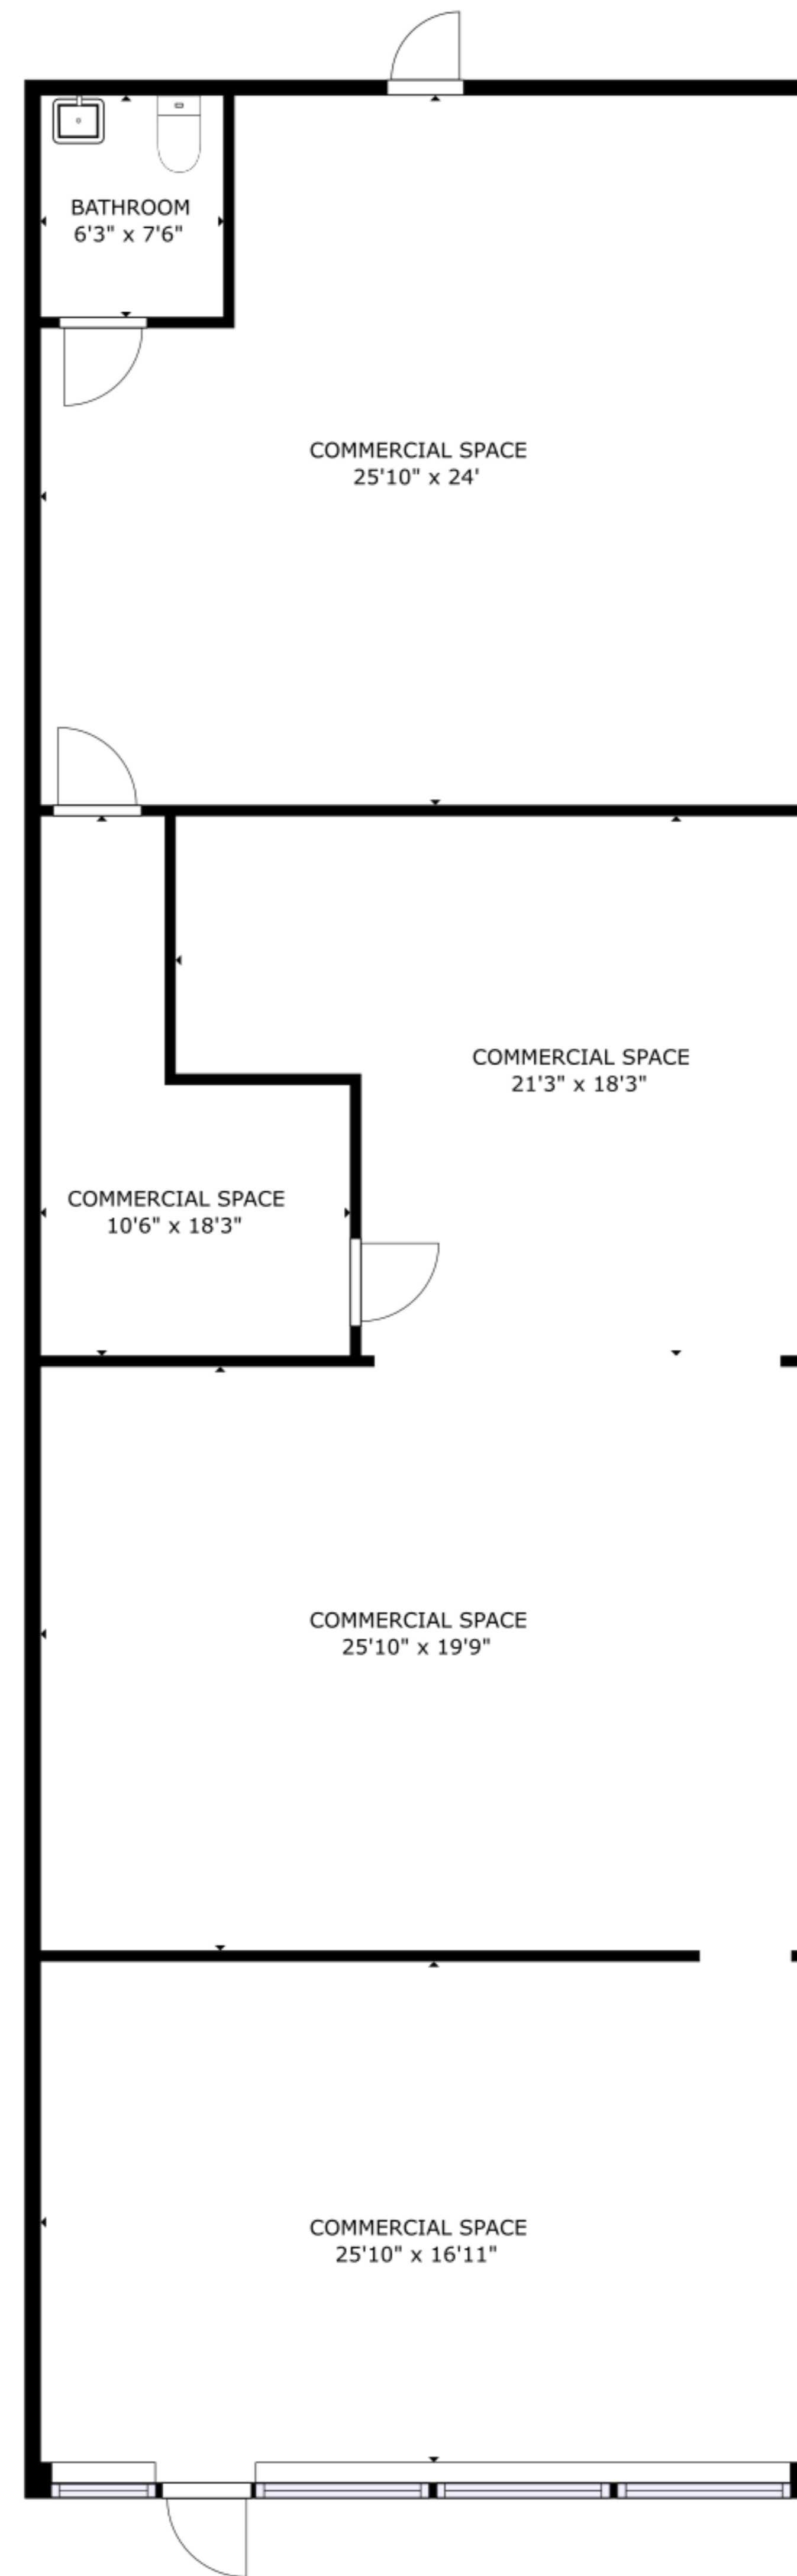 BATHROOM
6'3" x 7'6"
COMMERCIAL SPACE
25'10" x 24'
COMMERCIAL SPACE
21'3" x 18'3"
COMMERCIAL SPACE
10'6" x 18'3"
COMMERCIAL SPACE
25'10" x 19'9"
COMMERCIAL SPACE
25'10" x 16'11"